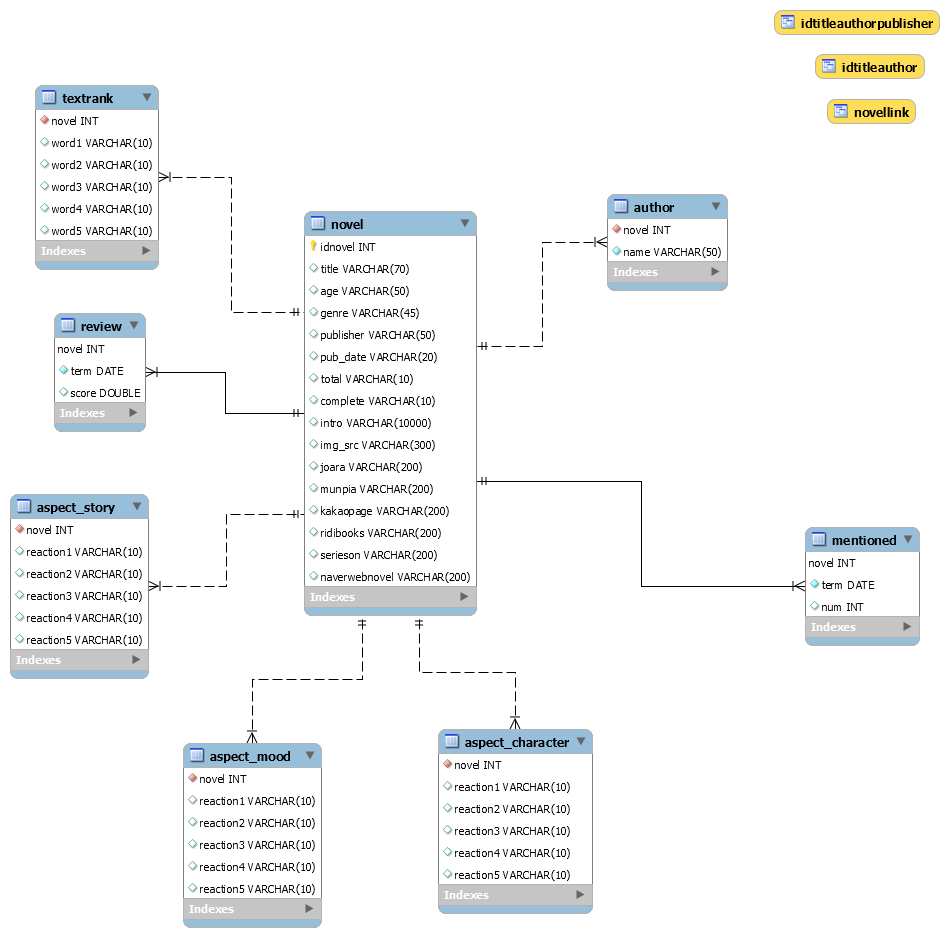 idtitleauthorpublisher
idtitleauthor
novellink
textrank
novel INT
word1 VARCHAR(10)
word2 VARCHAR(10)
word3 VARCHAR(10)
word4 VARCHAR(10)
word5 VARCHAR(10)
Indexes
review
novel INT
term DATE
score DOUBLE
Indexes
aspect_story
novel INT
reaction1 VARCHAR(10)
reaction2 VARCHAR(10)
reaction3 VARCHAR(10)
reaction4 VARCHAR(10)
reaction5 VARCHAR(10)
Indexes
novel
idnovel INT
title VARCHAR(70)
age VARCHAR(50)
genre VARCHAR(45)
publisher VARCHAR(50)
pub_date VARCHAR(20)
total VARCHAR(10)
complete VARCHAR(10)
intro VARCHAR(10000)
img_src VARCHAR(300)
joara VARCHAR(200)
munpia VARCHAR(200)
kakaopage VARCHAR(200)
ridibooks VARCHAR(200)
serieson VARCHAR(200)
naverwebnovel VARCHAR(200)
Indexes
author
novel INT
name VARCHAR(50)
Indexes
mentioned
novel INT
term DATE
num INT
Indexes
aspect_mood
novel INT
reaction1 VARCHAR(10)
reaction2 VARCHAR(10)
reaction3 VARCHAR(10)
reaction4 VARCHAR(10)
reaction5 VARCHAR(10)
Indexes
aspect_character
novel INT
reaction1 VARCHAR(10)
reaction2 VARCHAR(10)
reaction3 VARCHAR(10)
reaction4 VARCHAR(10)
reaction5 VARCHAR(10)
Indexes